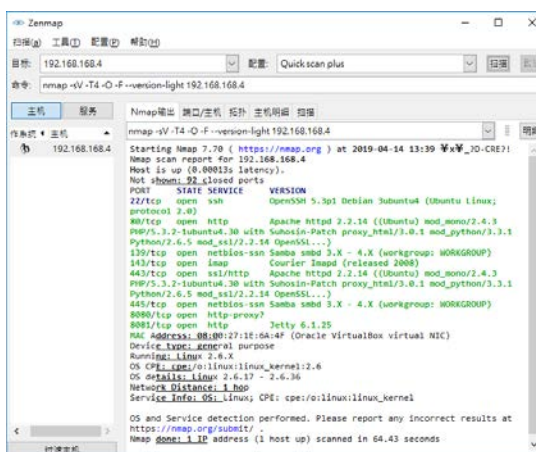 Zenmap
扫描(a) 工具(T) 配置(P) 帮助(H)
目标: 192.168.168.4 配置: Quick scan plus 扫描
命令: nmap -sV -T4 -O -F --version-light 192.168.168.4
主机 服务 Nmap输出 端口/主机 拓扑 主机明细 扫描
作系统 主机 nmap -sV -T4 -O -F --version-light 192.168.168.4 明细
192.168.168.4
Starting Nmap 7.70 ( https://nmap.org ) at 2019-04-14 13:39
Nmap scan report for 192.168.168.4
Host is up (0.00013s latency).
Not shown: 92 closed ports
PORT STATE SERVICE VERSION
22/tcp open ssh OpenSSH 5.3p1 Debian 3ubuntu4 (Ubuntu Linux;
protocol 2.0)
80/tcp open http Apache httpd 2.2.14 ((Ubuntu) mod_mono/2.4.3
PHP/5.3.2-1ubuntu4.30 with Suhosin-Patch proxy_html/3.0.1 mod_python/3.3.1
Python/2.6.5 mod_ssl/2.2.14 OpenSSL...)
139/tcp open netbios-ssn Samba smbd 3.X - 4.X (workgroup: WORKGROUP)
143/tcp open imap Courier Imapd (released 2008)
443/tcp open ssl/http Apache httpd 2.2.14 ((Ubuntu) mod_mono/2.4.3
PHP/5.3.2-1ubuntu4.30 with Suhosin-Patch proxy_html/3.0.1 mod_python/3.3.1
Python/2.6.5 mod_ssl/2.2.14 OpenSSL...)
445/tcp open netbios-ssn Samba smbd 3.X - 4.X (workgroup: WORKGROUP)
8080/tcp open http-proxy?
8081/tcp open http Jetty 6.1.25
MAC Address: 08:00:27:1E:6A:4F (Oracle VirtualBox virtual NIC)
Device type: general purpose
Running: Linux 2.6.X
OS CPE: cpe:/o:linux:linux_kernel:2.6
OS details: Linux 2.6.17 - 2.6.36
Network Distance: 1 hop
Service Info: OS: Linux; CPE: cpe:/o:linux:linux_kernel
OS and Service detection performed. Please report any incorrect results at
https://nmap.org/submit/ .
Nmap done: 1 IP address (1 host up) scanned in 64.43 seconds
过滤主机